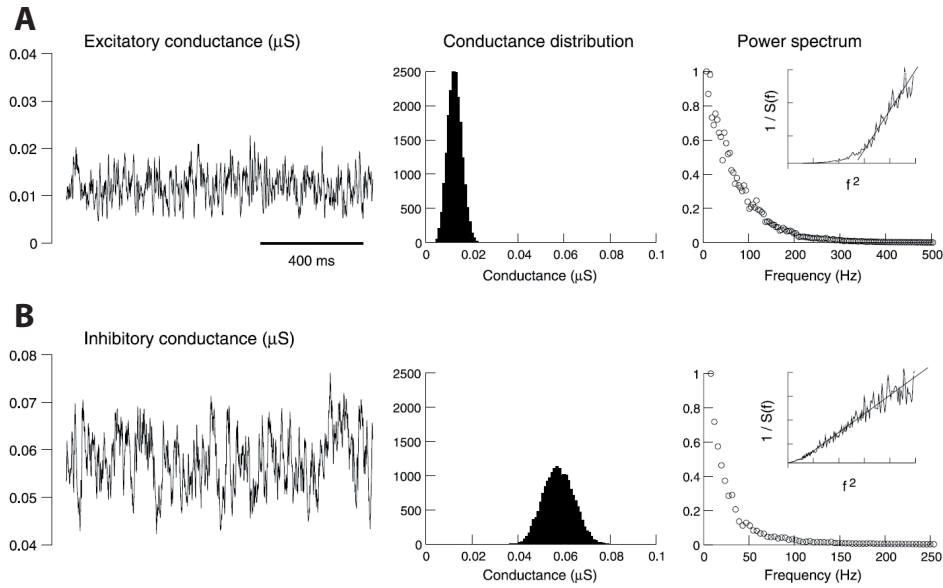 A
Excitatory conductance (μS)
Conductance distribution
Power spectrum
0.04
0.03
0.02
0.01
0
400 ms
2500
2000
1500
1000
500
0
0 0.02 0.04 0.06 0.08 0.1
Conductance (μS)
1
0.8
0.6
0.4
0.2
0
0 100 200 300 400 500
Frequency (Hz)
1 / S(f)
f 2
B
Inhibitory conductance (μS)
0.08
0.07
0.06
0.05
0.04
2500
2000
1500
1000
500
0
0 0.02 0.04 0.06 0.08 0.1
Conductance (μS)
1
0.8
0.6
0.4
0.2
0
0 50 100 150 200 250
Frequency (Hz)
1 / S(f)
f 2